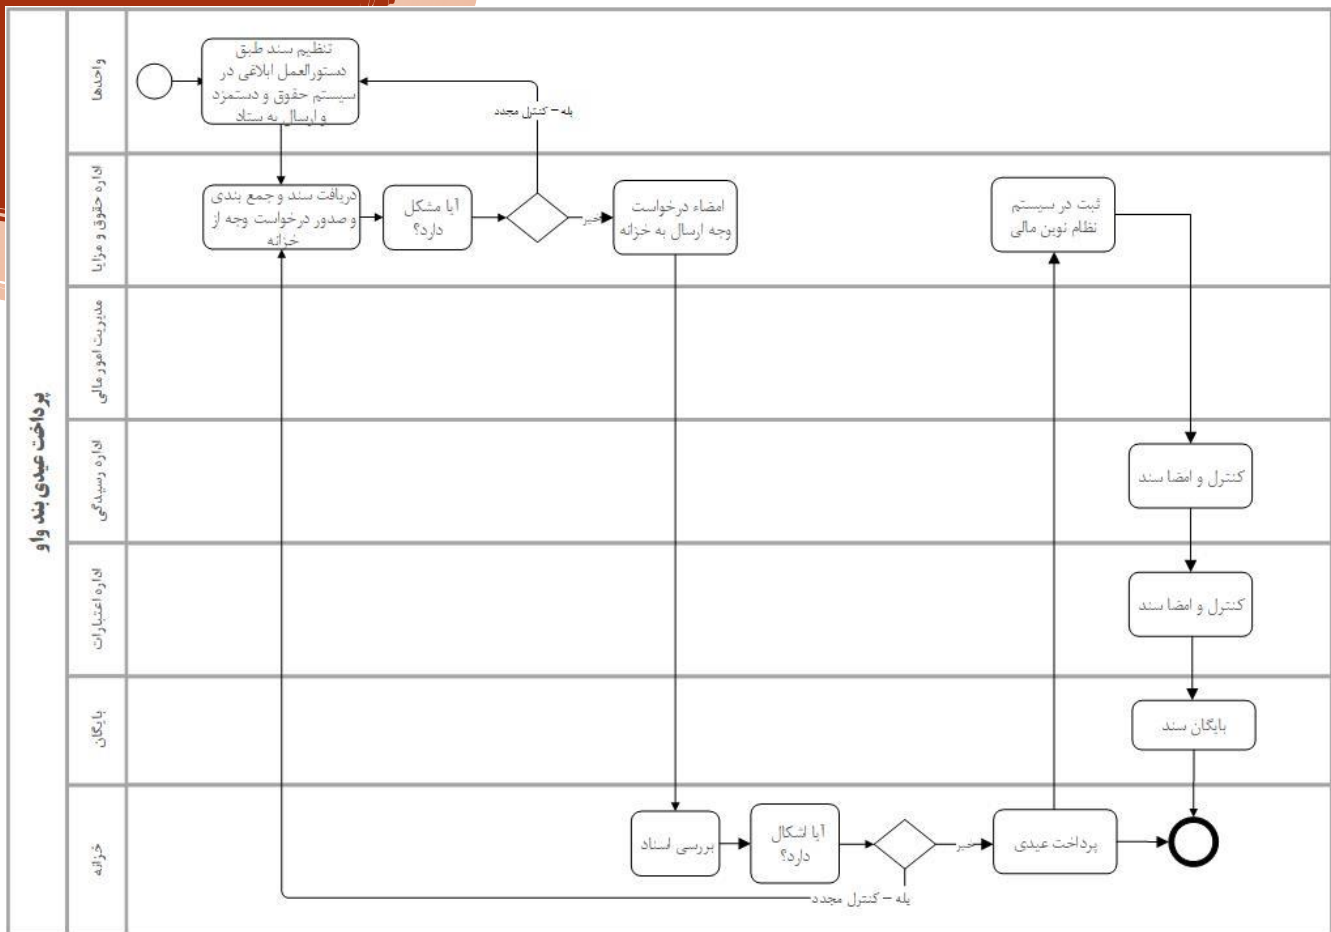 پرداخت عیدی بند واو
واحدها
اداره حقوق و مزایا
مدیریت امور مالی
اداره رسیدگی
اداره اعتبارات
بایگان
خزانه
تنظیم سند طبق
دستورالعمل ابلاغی در
سیستم حقوق و دستمزد
و ارسال به ستاد
بله – کنترل مجدد
دریافت سند و جمع بندی
و صدور درخواست وجه از
خزانه
آیا مشکل
دارد؟
خیر
امضاء درخواست
وجه ارسال به خزانه
ثبت در سیستم
نظام نوین مالی
کنترل و امضا سند
کنترل و امضا سند
بایگان سند
بررسی اسناد
آیا اشکال
دارد؟
خیر
پرداخت عیدی
بله – کنترل مجدد